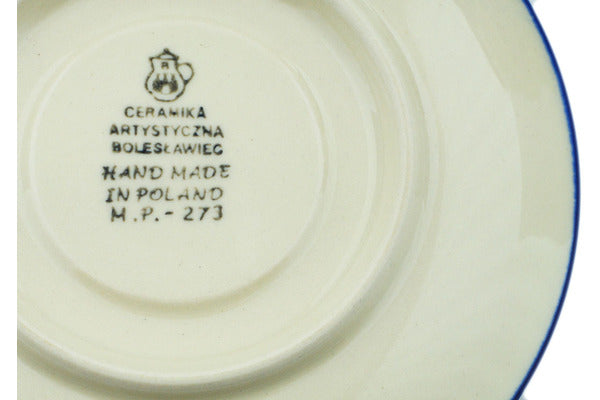 CERAMIKA
ARTYSTYCZNA
BOLESŁAWIEC
HAND MADE
IN POLAND
M.P.-273